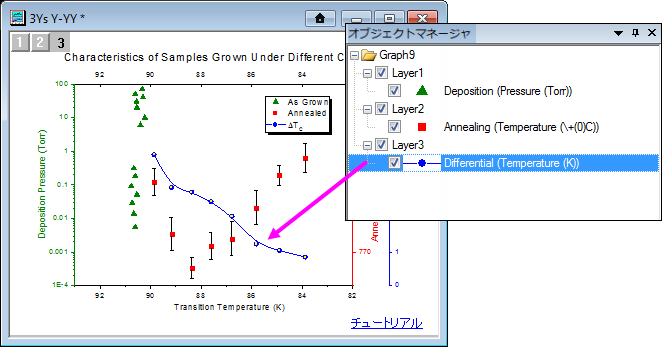 3Ys Y-YY *
1 2 3
Characteristics of Samples Grown Under Different C
92 90 88 86 84
As Grown
Annealed
ΔTc
Deposition Pressure (Torr)
100
10
1
0.1
0.01
0.001
1E-4
92 90 88 86 84 82
Transition Temperature (K)
770
Anne
1
0
チュートリアル
オブジェクトマネージャ
Graph9
Layer1
Deposition (Pressure (Torr))
Layer2
Annealing (Temperature (\+(0)C))
Layer3
Differential (Temperature (K))